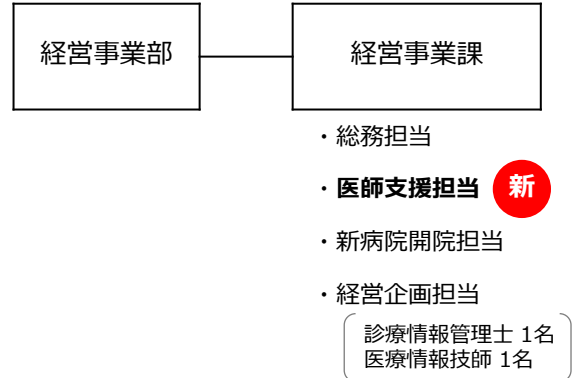 経営事業部
経営事業課
・総務担当
・医師支援担当 新
・新病院開院担当
・経営企画担当
診療情報管理士 1名
医療情報技師 1名